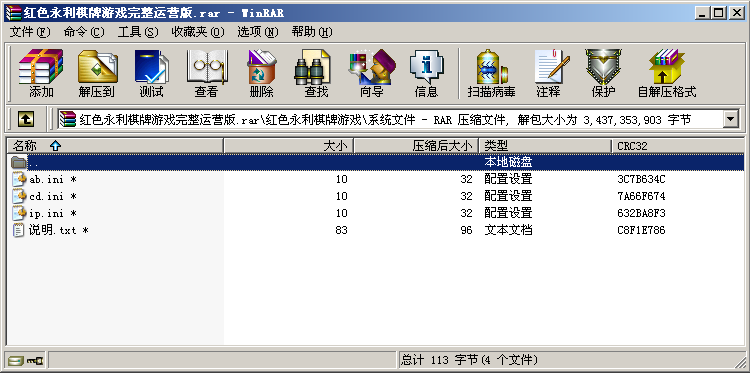 红色永利棋牌游戏完整运营版.rar - WinRAR
文件(F) 命令(C) 工具(S) 收藏夹(O) 选项(N) 帮助(H)
添加 解压到 测试 查看 删除 查找 向导 信息 扫描病毒 注释 保护 自解压格式
红色永利棋牌游戏完整运营版.rar\红色永利棋牌游戏\系统文件 - RAR 压缩文件, 解包大小为 3,437,353,903 字节
名称 大小 压缩后大小 类型 CRC32
.. 本地磁盘
ab.ini * 10 32 配置设置 3C7B634C
cd.ini * 10 32 配置设置 7A66F674
ip.ini * 10 32 配置设置 632BA8F3
说明.txt * 83 96 文本文档 C8F1E786
总计 113 字节(4 个文件)